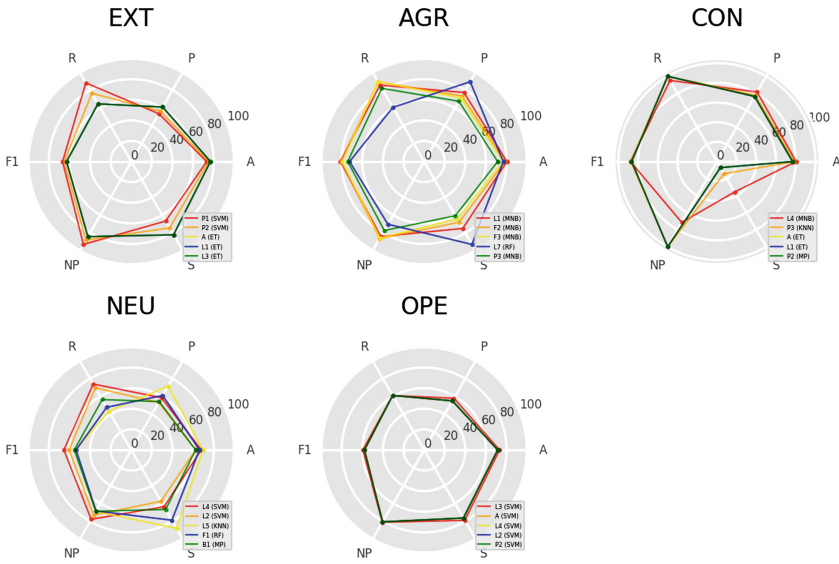 EXT
R
P
F1
0
20
40
60
80
100
A
NP
S
P1 (SVM)
P2 (SVM)
A (ET)
L1 (ET)
L3 (ET)
AGR
R
P
F1
0
20
40
60
80
100
A
NP
S
L1 (MNB)
F2 (MNB)
F3 (MNB)
L7 (RF)
P3 (MNB)
CON
R
P
F1
0
20
40
60
80
100
A
NP
S
L4 (MNB)
P3 (KNN)
A (ET)
L1 (ET)
P2 (MP)
NEU
R
P
F1
0
20
40
60
80
100
A
NP
S
L4 (SVM)
L2 (SVM)
L5 (KNN)
F1 (RF)
B1 (MP)
OPE
R
P
F1
0
20
40
60
80
100
A
NP
S
L3 (SVM)
A (SVM)
L4 (SVM)
L2 (SVM)
P2 (SVM)